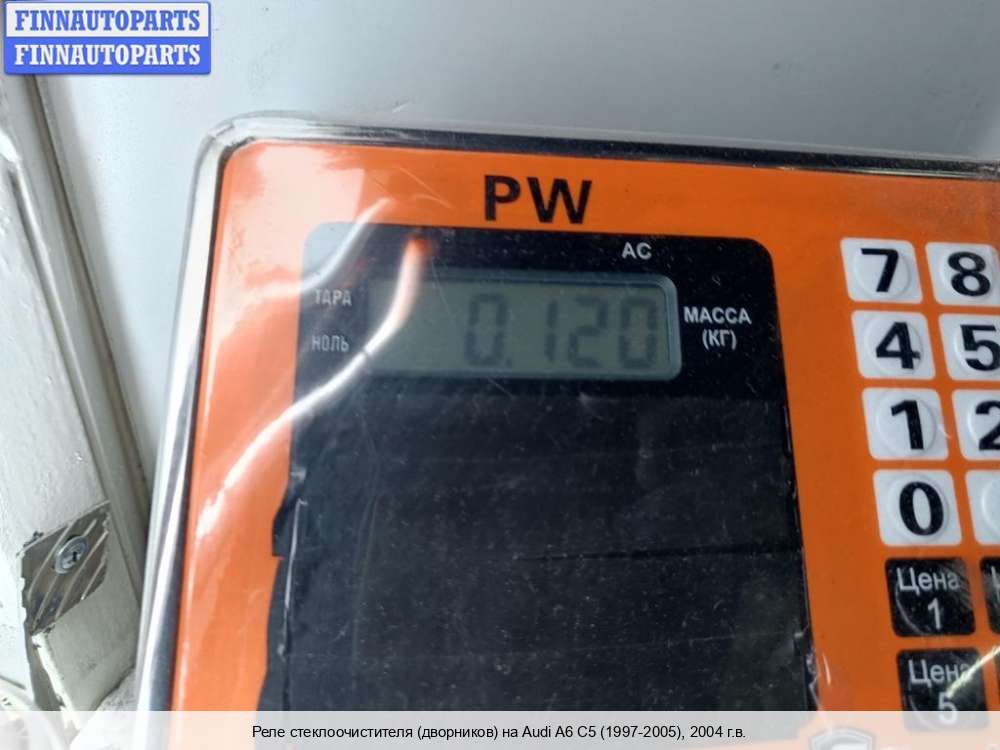 FINNAUTOPARTS
FINNAUTOPARTS
PW
AC
ТАРА
НОЛЬ
0.120
МАССА
(КГ)
7 8
4 5
1 2
0
Цена
1
Цена
5
Реле стеклоочистителя (дворников) на Audi A6 C5 (1997-2005), 2004 г.в.